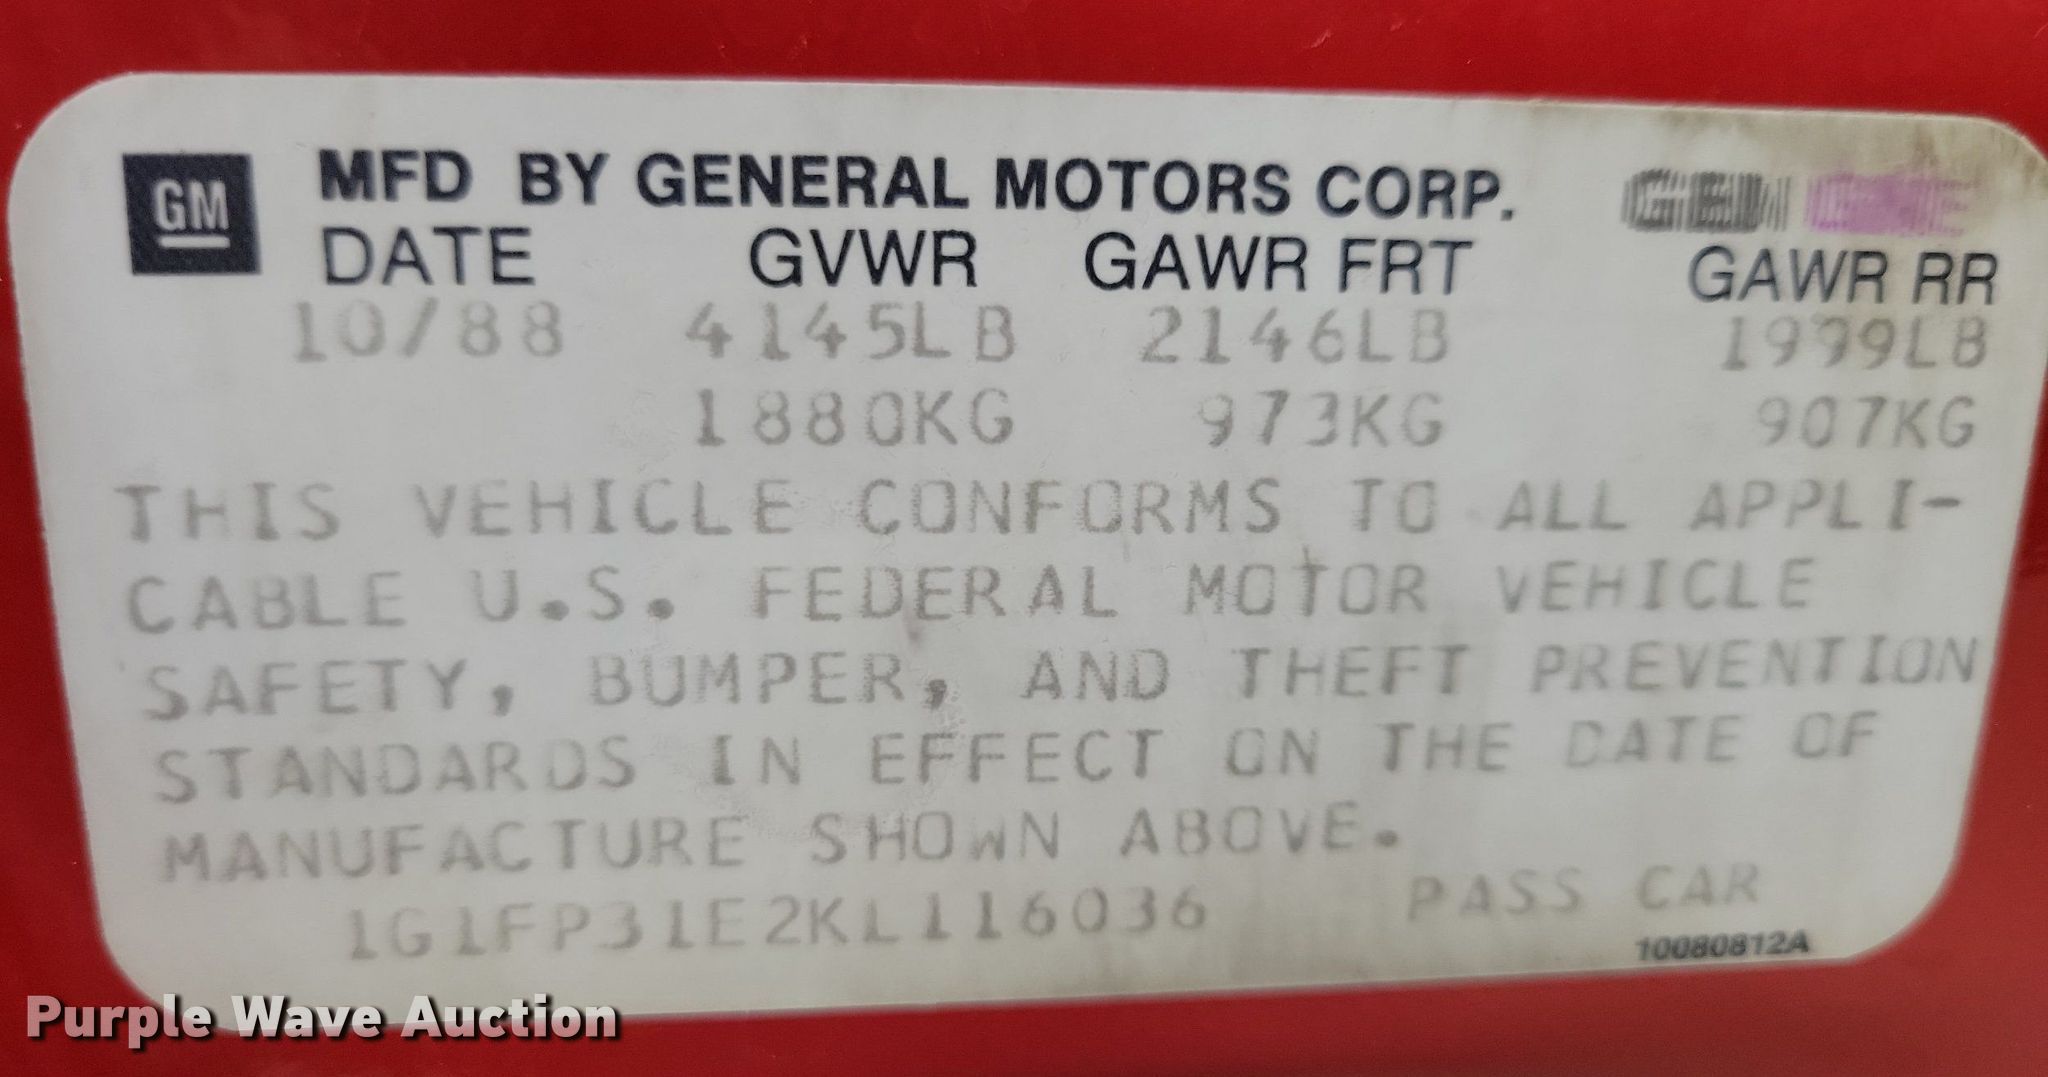 GM MFD BY GENERAL MOTORS CORP. GEN
DATE GVWR GAWR FRT GAWR RR
10/88 4145LB 2146LB 1999LB
1880KG 973KG 907KG
THIS VEHICLE CONFORMS TO ALL APPLI-
CABLE U.S. FEDERAL MOTOR VEHICLE
SAFETY, BUMPER, AND THEFT PREVENTION
STANDARDS IN EFFECT ON THE DATE OF
MANUFACTURE SHOWN ABOVE.
1G1FP31E2KL116036 PASS CAR
10080812A
Purple Wave Auction